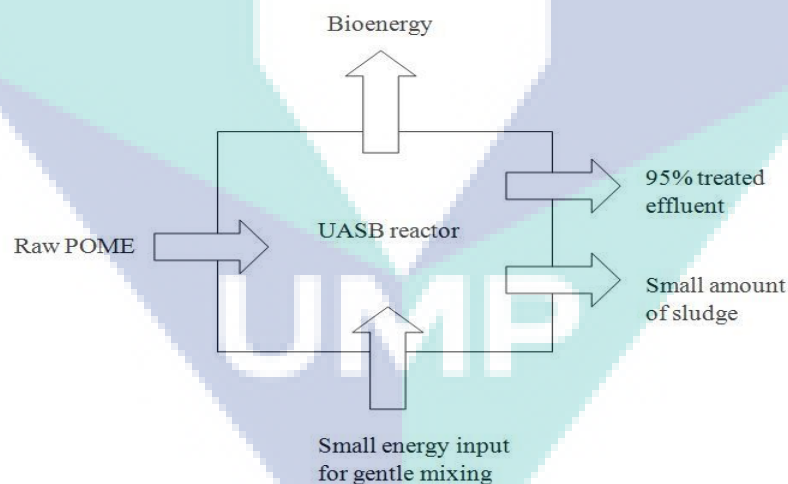 Bioenergy
95% treated
effluent
UASB reactor
Raw POME
Small amount
of sludge
UMP
Small energy input
for gentle mixing